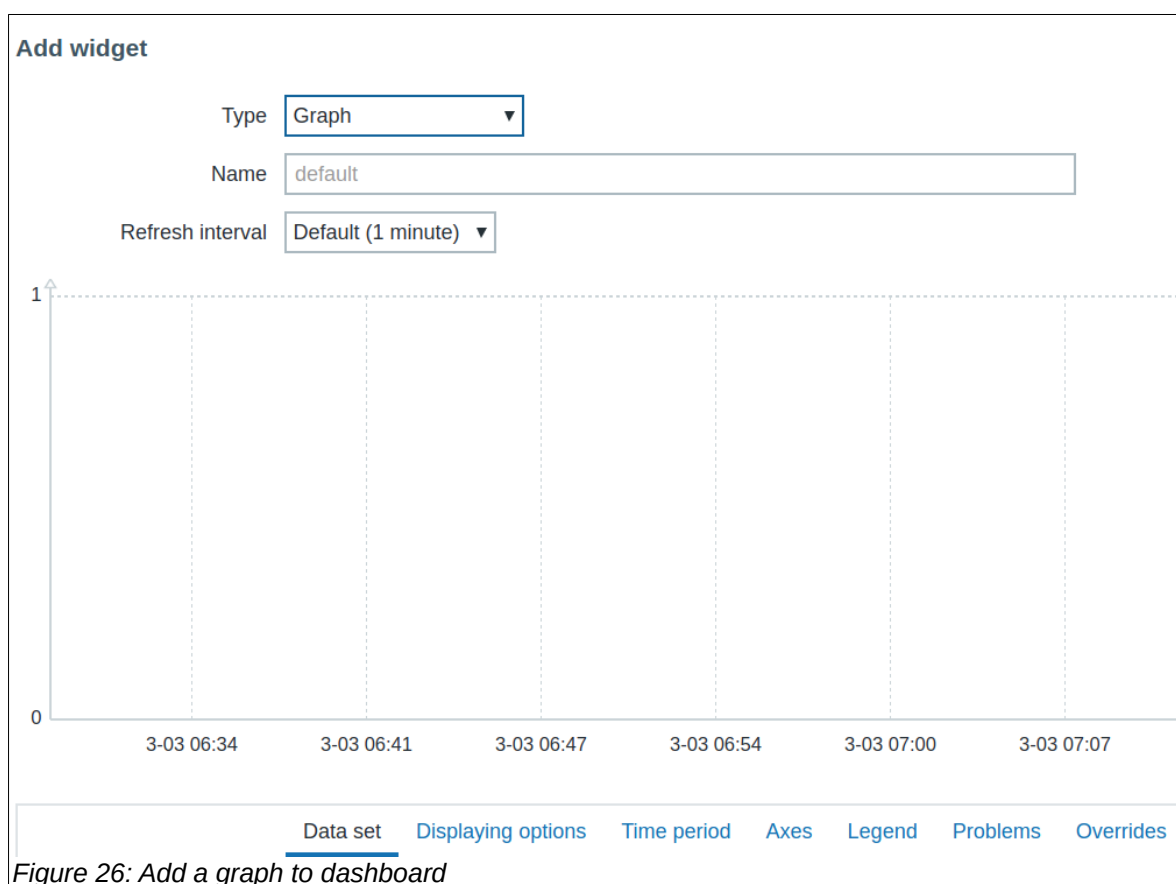 Add widget
Type Graph ▼
Name default
Refresh interval Default (1 minute) ▼
1
0
3-03 06:34 3-03 06:41 3-03 06:47 3-03 06:54 3-03 07:00 3-03 07:07
Data set Displaying options Time period Axes Legend Problems Overrides
Figure 26: Add a graph to dashboard